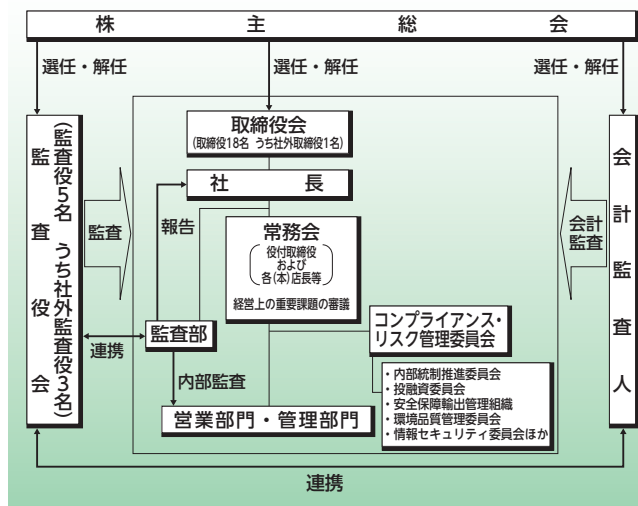 株主総会
選任・解任
選任・解任
選任・解任
取締役会
(取締役18名 うち社外取締役1名)
社長
監査役会
(監査役5名 うち社外監査役3名)
監査
報告
常務会
役付取締役
および
各(本)店長等
経営上の重要課題の審議
会計
監査
会計監査人
監査部
連携
コンプライアンス・
リスク管理委員会
内部監査
・内部統制推進委員会
・投融資委員会
・安全保障輸出管理組織
・環境品質管理委員会
・情報セキュリティ委員会ほか
営業部門・管理部門
連携